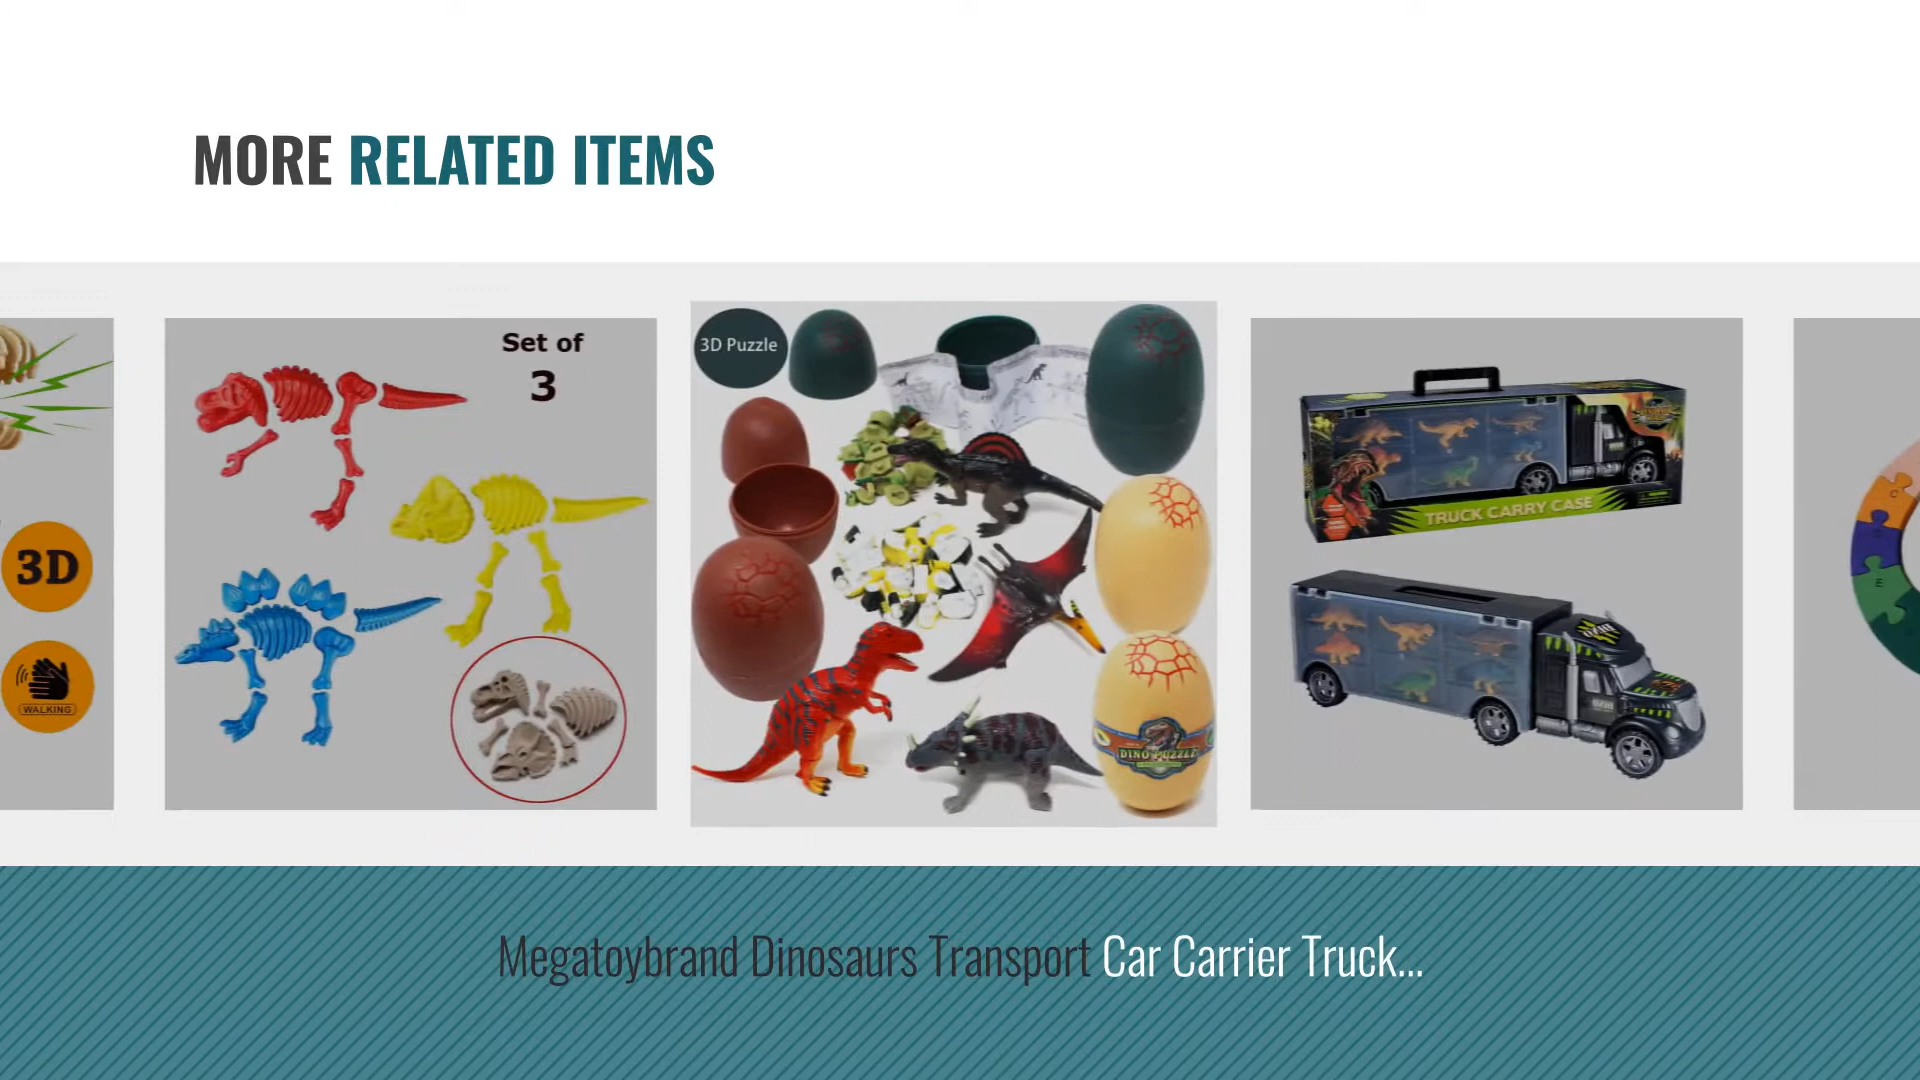 MORE RELATED ITEMS
Set of
3
3D Puzzle
3D
WALKING
TRUCK CARRY CASE
DINO PUZZLE
DINO
Megatoybrand Dinosaurs Transport Car Carrier Truck...